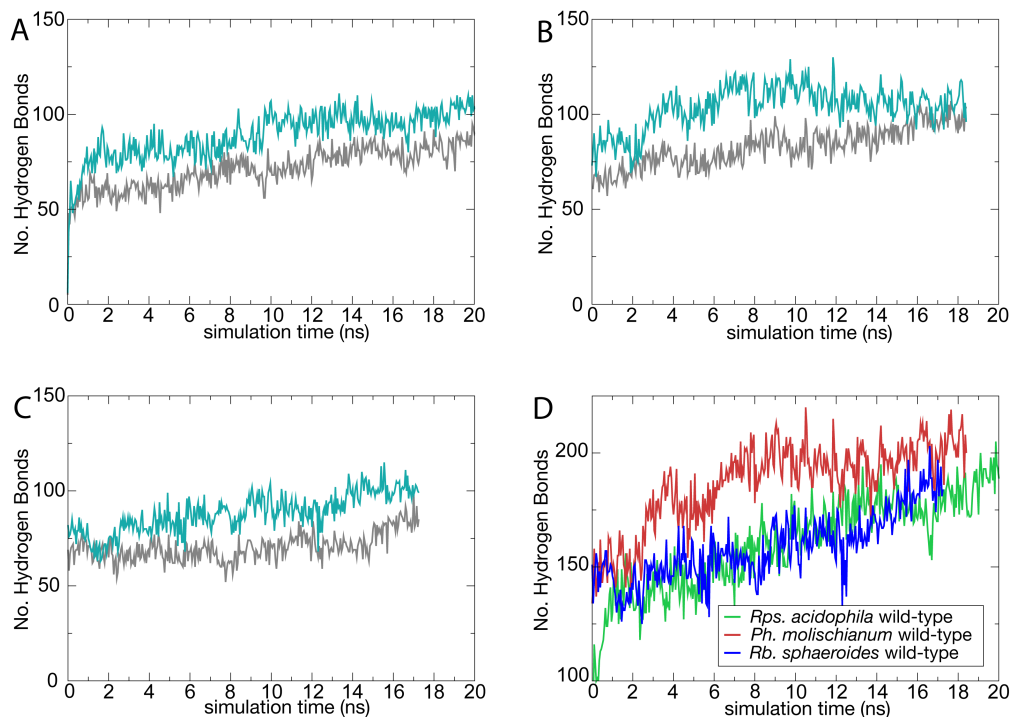 A
150
100
50
0
No. Hydrogen Bonds
0 2 4 6 8 10 12 14 16 18 20
simulation time (ns)
B
150
100
50
0
No. Hydrogen Bonds
0 2 4 6 8 10 12 14 16 18 20
simulation time (ns)
C
150
100
50
0
No. Hydrogen Bonds
0 2 4 6 8 10 12 14 16 18 20
simulation time (ns)
D
200
150
100
No. Hydrogen Bonds
Rps. acidophila wild-type
Ph. molischianum wild-type
Rb. sphaeroides wild-type
0 2 4 6 8 10 12 14 16 18 20
simulation time (ns)